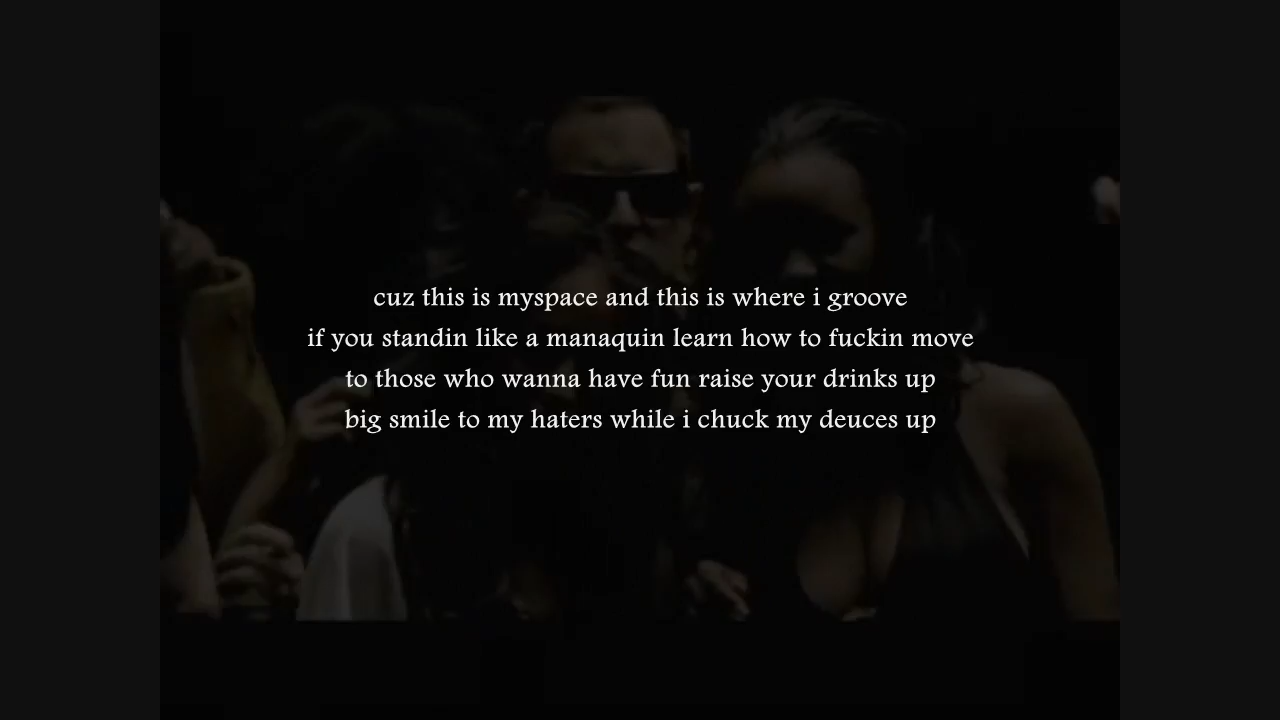 cuz this is myspace and this is where i groove
if you standin like a manaquin learn how to fuckin move
to those who wanna have fun raise your drinks up
big smile to my haters while i chuck my deuces up